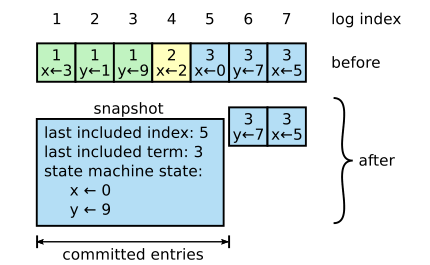 1 2 3 4 5 6 7 log index
1 1 1 2 3 3 3
x←3 y←1 y←9 x←2 x←0 y←7 x←5 before
snapshot
3 3
y←7 x←5
last included index: 5
last included term: 3
state machine state:
x ← 0
y ← 9
after
committed entries